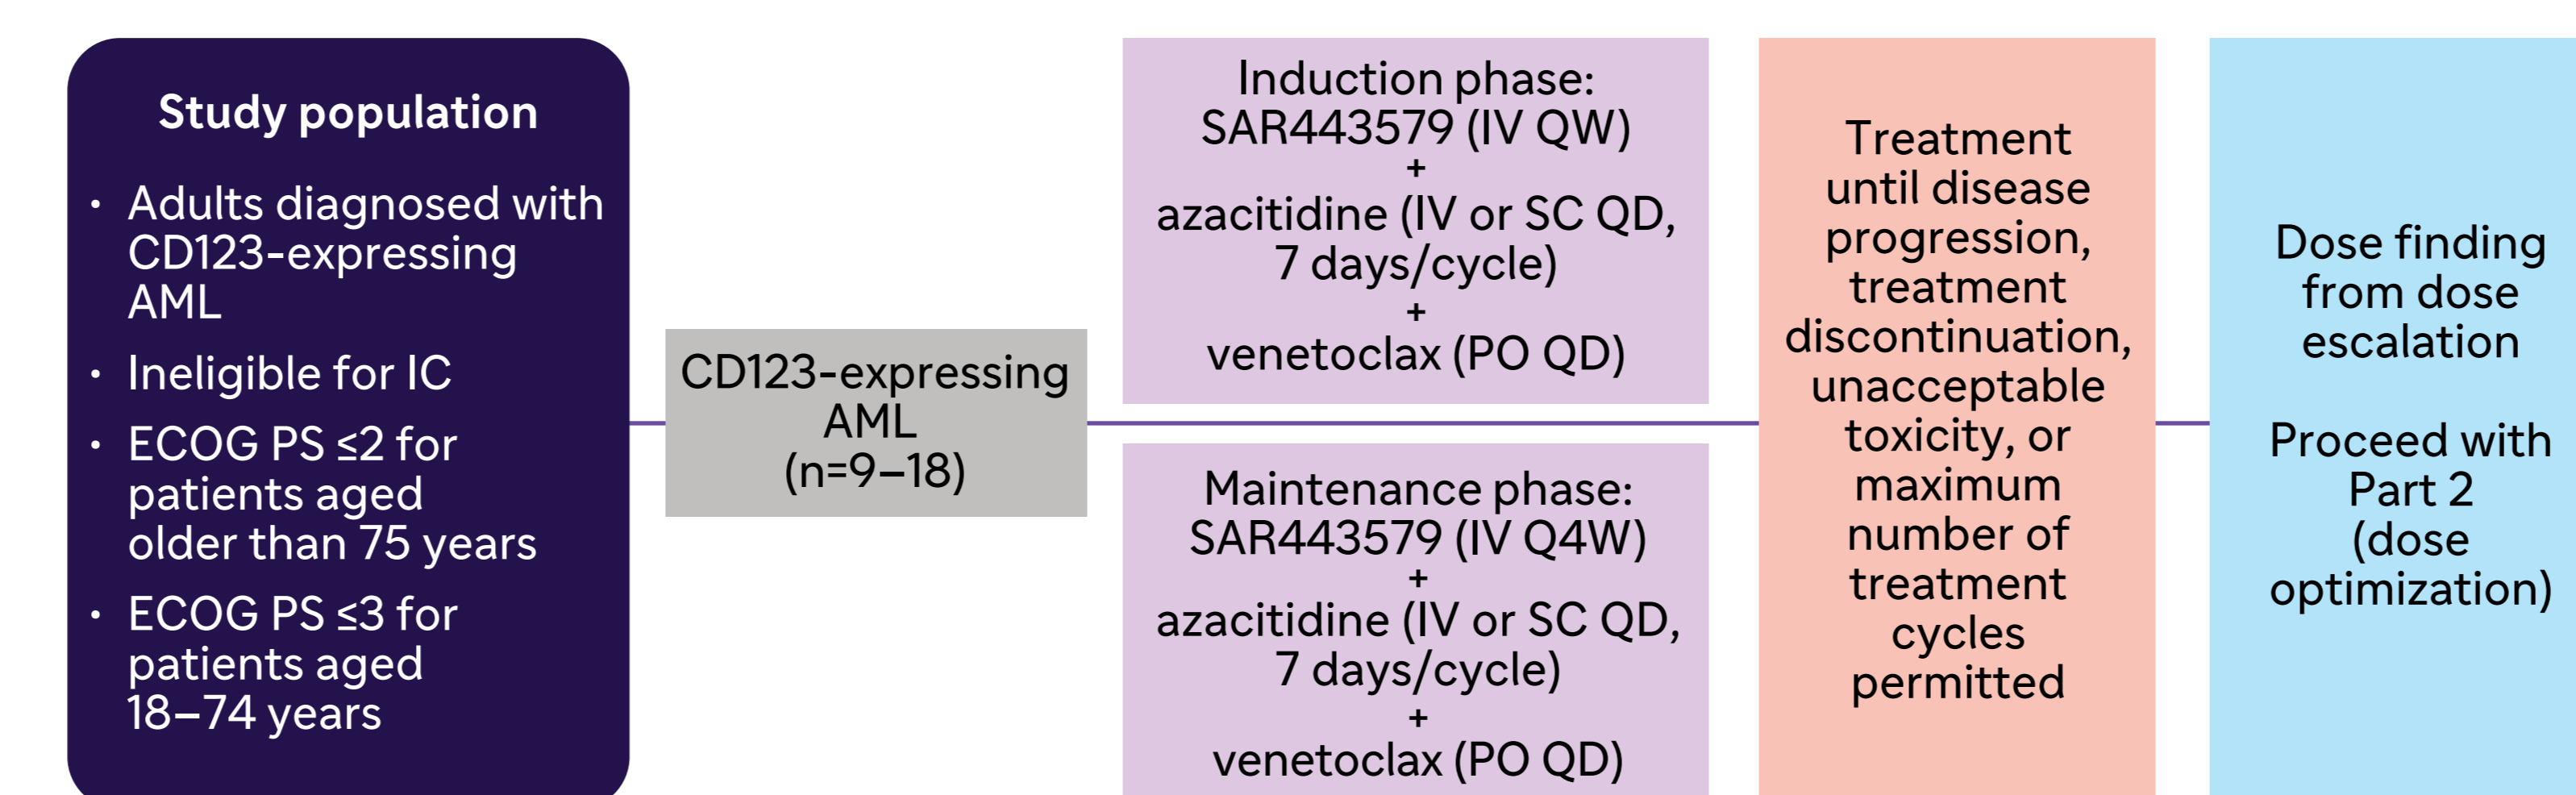 Study population
• Adults diagnosed with
CD123-expressing
AML
• Ineligible for IC
• ECOG PS ≤2 for
patients aged
older than 75 years
• ECOG PS ≤3 for
patients aged
18–74 years
CD123-expressing
AML
(n=9–18)
Induction phase:
SAR443579 (IV QW)
+
azacitidine (IV or SC QD,
7 days/cycle)
+
venetoclax (PO QD)
Maintenance phase:
SAR443579 (IV Q4W)
+
azacitidine (IV or SC QD,
7 days/cycle)
+
venetoclax (PO QD)
Treatment
until disease
progression,
treatment
discontinuation,
unacceptable
toxicity, or
maximum
number of
treatment
cycles
permitted
Dose finding
from dose
escalation
Proceed with
Part 2
(dose
optimization)